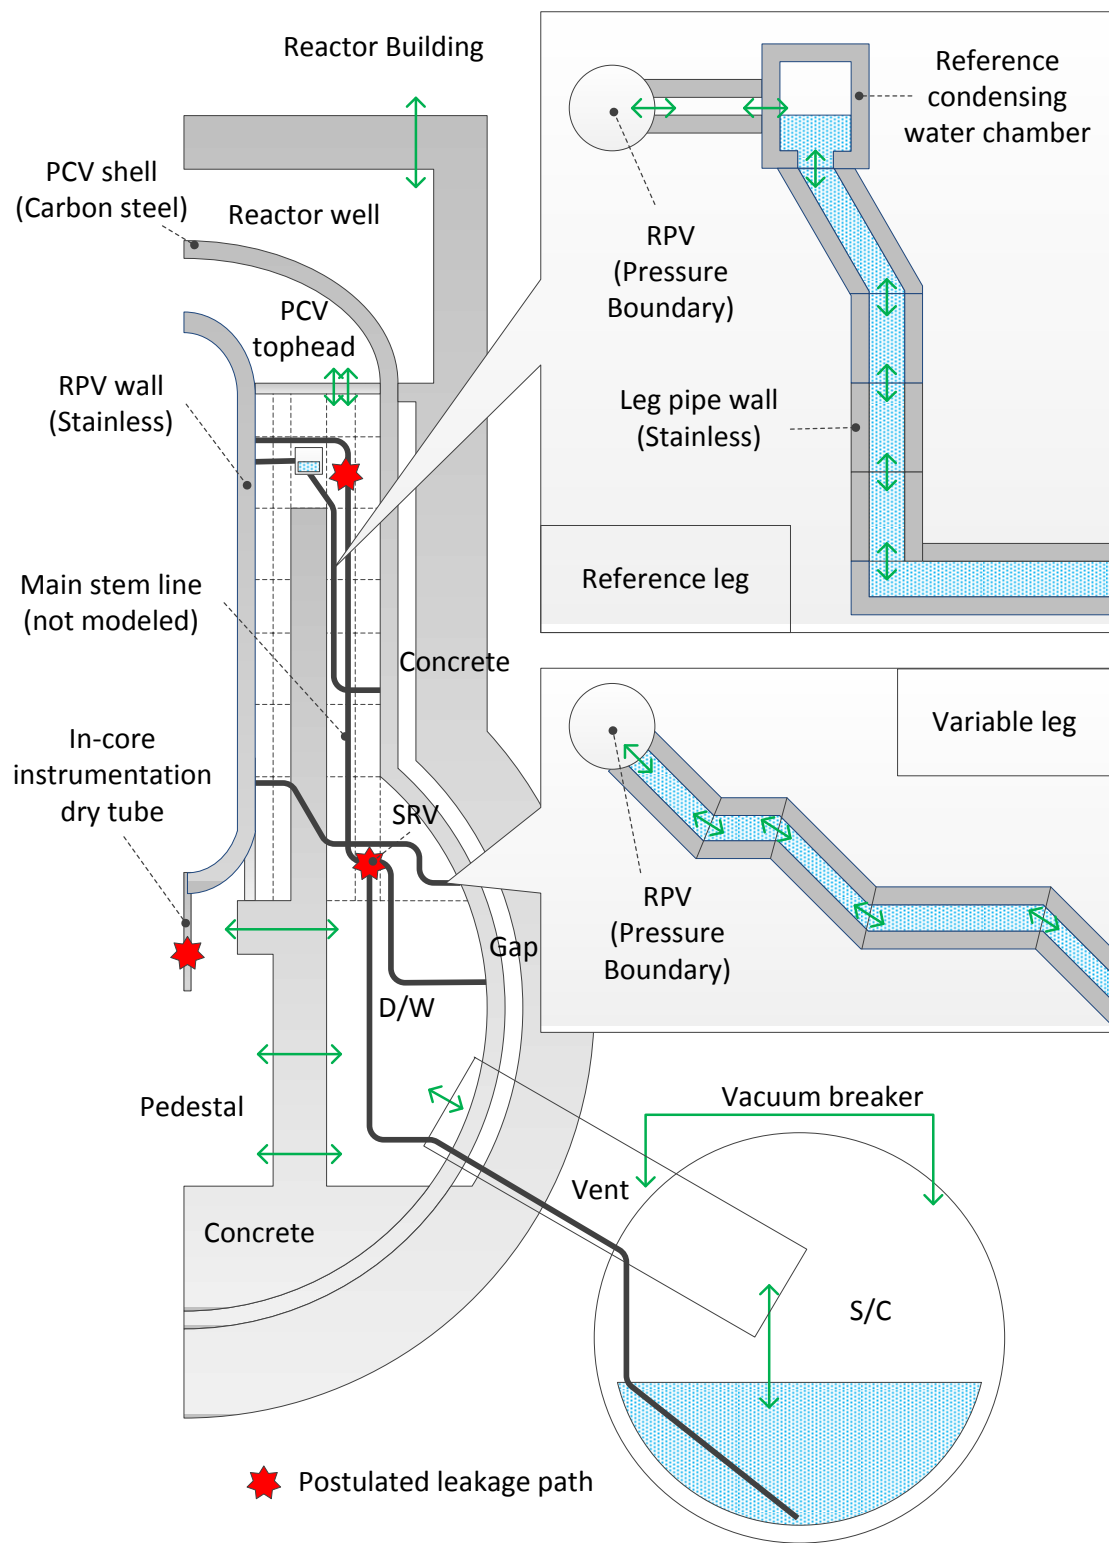 Reactor Building
PCV shell
(Carbon steel)
Reactor well
PCV
tophead
RPV wall
(Stainless)
Main stem line
(not modeled)
Concrete
In-core
instrumentation
dry tube
SRV
Gap
D/W
Pedestal
Concrete
Reference
condensing
water chamber
RPV
(Pressure
Boundary)
Leg pipe wall
(Stainless)
Reference leg
Variable leg
RPV
(Pressure
Boundary)
Vacuum breaker
Vent
S/C
Postulated leakage path